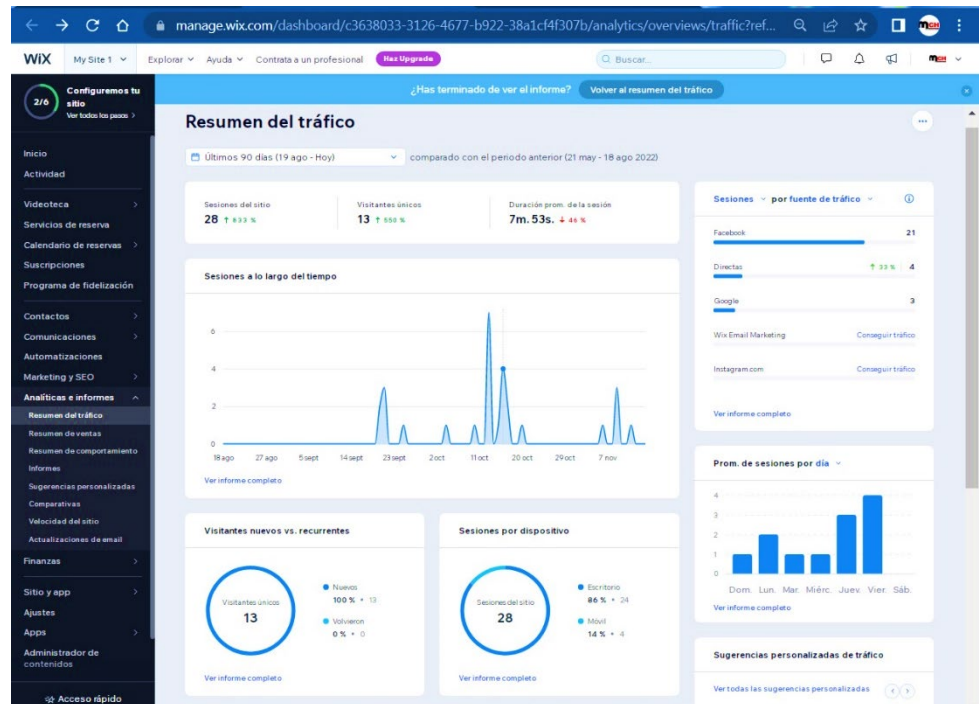 manage.wix.com/dashboard/c3638033-3126-4677-b922-38a1cf4f307b/analytics/overviews/traffic?ref...
WiX My Site 1 Explorar Ayuda Contrata a un profesional Haz Upgrade Buscar...
2/6
Configuremos tu sitio
Ver todos los pasos >
¿Has terminado de ver el informe? Volver al resumen del tráfico
Inicio
Actividad
Videoteca
Servicios de reserva
Calendario de reservas
Suscripciones
Programa de fidelización
Contactos
Comunicaciones
Automatizaciones
Marketing y SEO
Analíticas e informes
Resumen del tráfico
Resumen de ventas
Resumen de comportamiento
Informes
Sugerencias personalizadas
Comparativas
Velocidad del sitio
Actualizaciones de email
Finanzas
Sitio y app
Ajustes
Apps
Administrador de
contenidos
Acceso rápido
Resumen del tráfico
Últimos 90 días (19 ago - Hoy) comparado con el periodo anterior (21 may - 18 ago 2022)
Sesiones del sitio
28 ↑ 833 %
Visitantes únicos
13 ↑ 550 %
Duración prom. de la sesión
7m. 53s. ↓ 46 %
Sesiones a lo largo del tiempo
6
4
2
0
18 ago 27 ago 5 sept 14 sept 23 sept 2 oct 11 oct 20 oct 29 oct 7 nov
Ver informe completo
Visitantes nuevos vs. recurrentes
Visitantes únicos
13
Nuevos
100 % • 13
Volvieron
0 % • 0
Ver informe completo
Sesiones por dispositivo
Sesiones del sitio
28
Escritorio
86 % • 24
Móvil
14 % • 4
Ver informe completo
Sesiones por fuente de tráfico
Facebook 21
Directas ↑ 33 % 4
Google 3
Wix Email Marketing Conseguir tráfico
Instagram.com Conseguir tráfico
Ver informe completo
Prom. de sesiones por día
4
3
2
1
0
Dom. Lun. Mar. Miérc. Juev. Vier. Sáb.
Ver informe completo
Sugerencias personalizadas de tráfico
Ver todas las sugerencias personalizadas